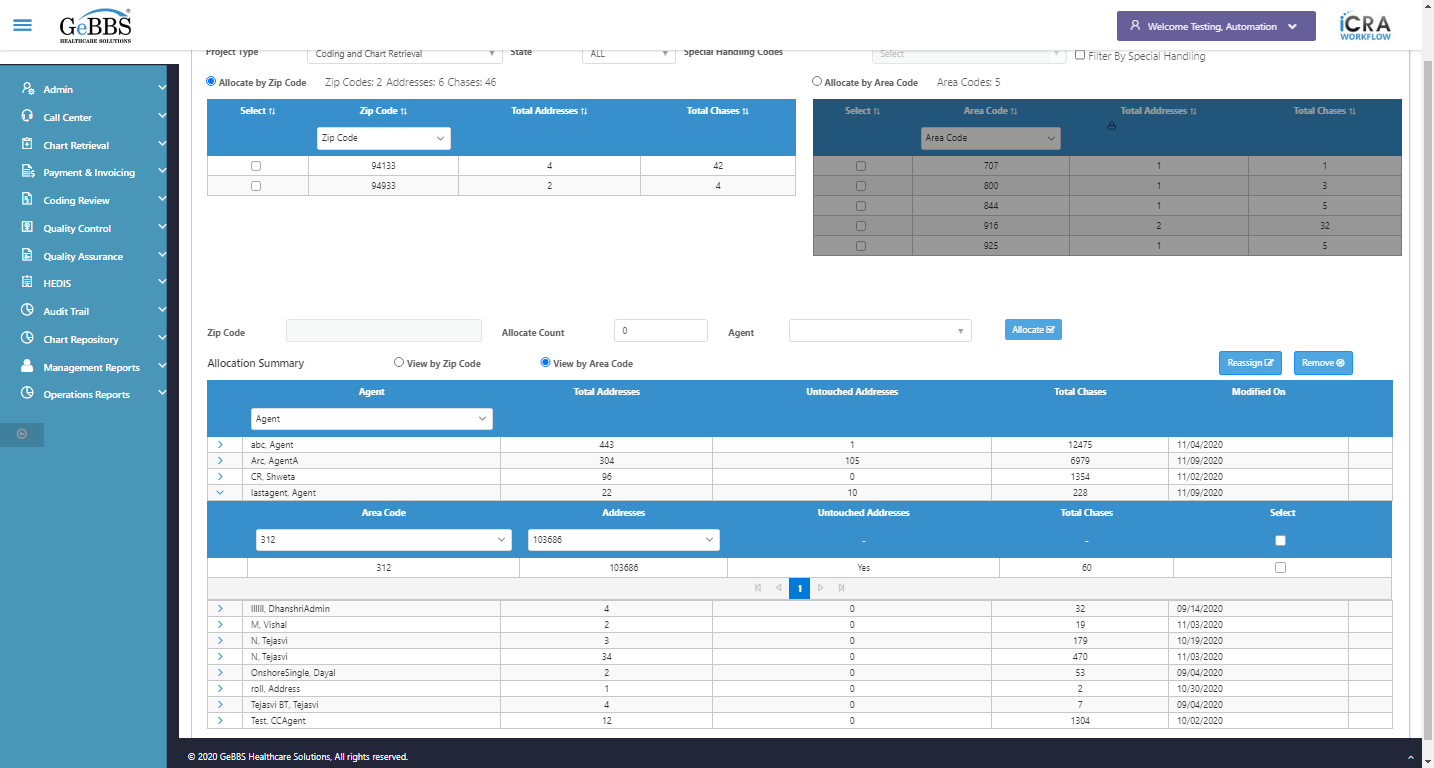 GeBBS
HEALTHCARE SOLUTIONS
Welcome Testing, Automation
iCRA
WORKFLOW
Admin
Call Center
Chart Retrieval
Payment & Invoicing
Coding Review
Quality Control
Quality Assurance
HEDIS
Audit Trail
Chart Repository
Management Reports
Operations Reports
Project Type Coding and Chart Retrieval State ALL Special Handling Codes Select Filter By Special Handling
Allocate by Zip Code Zip Codes: 2 Addresses: 6 Chases: 46
Select Zip Code Total Addresses Total Chases
Zip Code
94133 4 42
94933 2 4
Allocate by Area Code Area Codes: 5
Select Area Code Total Addresses Total Chases
Area Code
707 1 1
800 1 3
844 1 5
916 2 32
925 1 5
Zip Code Allocate Count 0 Agent Allocate
Allocation Summary View by Zip Code View by Area Code Reassign Remove
Agent Total Addresses Untouched Addresses Total Chases Modified On
Agent
abc, Agent 443 1 12475 11/04/2020
Arc, AgentA 304 105 6979 11/09/2020
CR, Shweta 96 0 1354 11/02/2020
lastagent, Agent 22 10 228 11/09/2020
Area Code Addresses Untouched Addresses Total Chases Select
312 103686 - -
312 103686 Yes 60
1
DhanshriAdmin 4 0 32 09/14/2020
M, Vishal 2 0 19 11/03/2020
N, Tejasvi 3 0 179 10/19/2020
N, Tejasvi 34 0 470 11/03/2020
OnshoreSingle, Dayal 2 0 53 09/04/2020
roll, Address 1 0 2 10/30/2020
Tejasvi BT, Tejasvi 4 0 7 09/04/2020
Test, CCAgent 12 0 1304 10/02/2020
© 2020 GeBBS Healthcare Solutions, All rights reserved.